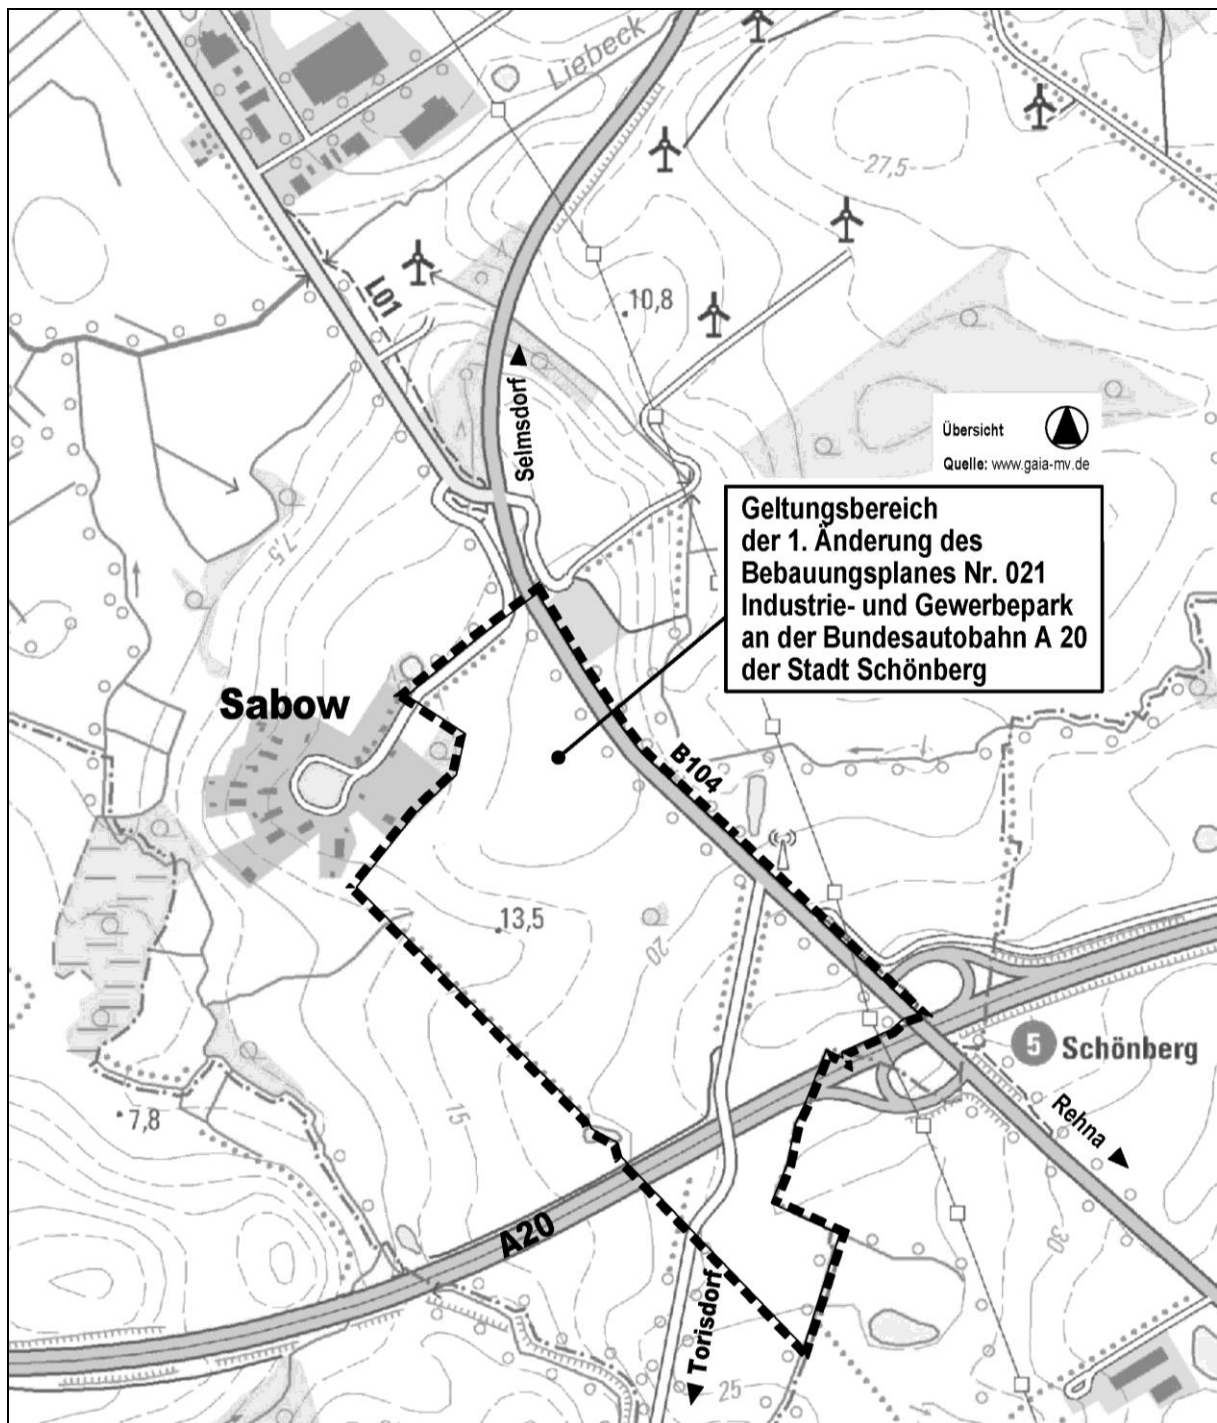 Liebeck
27,5
L01
10,8
Selmsdorf
Übersicht
Quelle: www.gaia-mv.de
Geltungsbereich
der 1. Änderung des
Bebauungsplanes Nr. 021
Industrie- und Gewerbepark
an der Bundesautobahn A 20
der Stadt Schönberg
7,5
Sabow
B104
13,5
20
5 Schönberg
15
7,8
Rehna
A20
30
Torisdorf
25